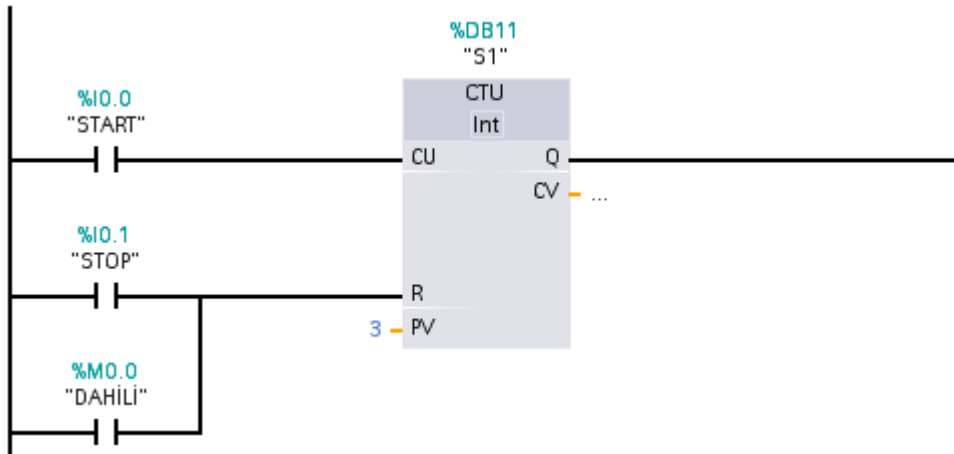 %DB11
"S1"
%I0.0
"START"
CTU
Int
CU
Q
CV
...
%I0.1
"STOP"
R
3
PV
%M0.0
"DAHİLİ"